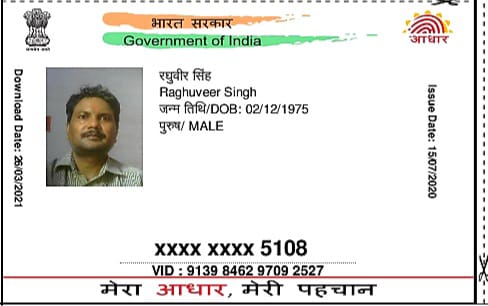 भारत सरकार
Government of India
आधार
Download Date: 26/03/2021
रघुवीर सिंह
Raghuveer Singh
जन्म तिथि/DOB: 02/12/1975
पुरुष/ MALE
Issue Date: 15/07/2020
xxxx xxxx 5108
VID : 9139 8462 9709 2527
मेरा आधार, मेरी पहचान